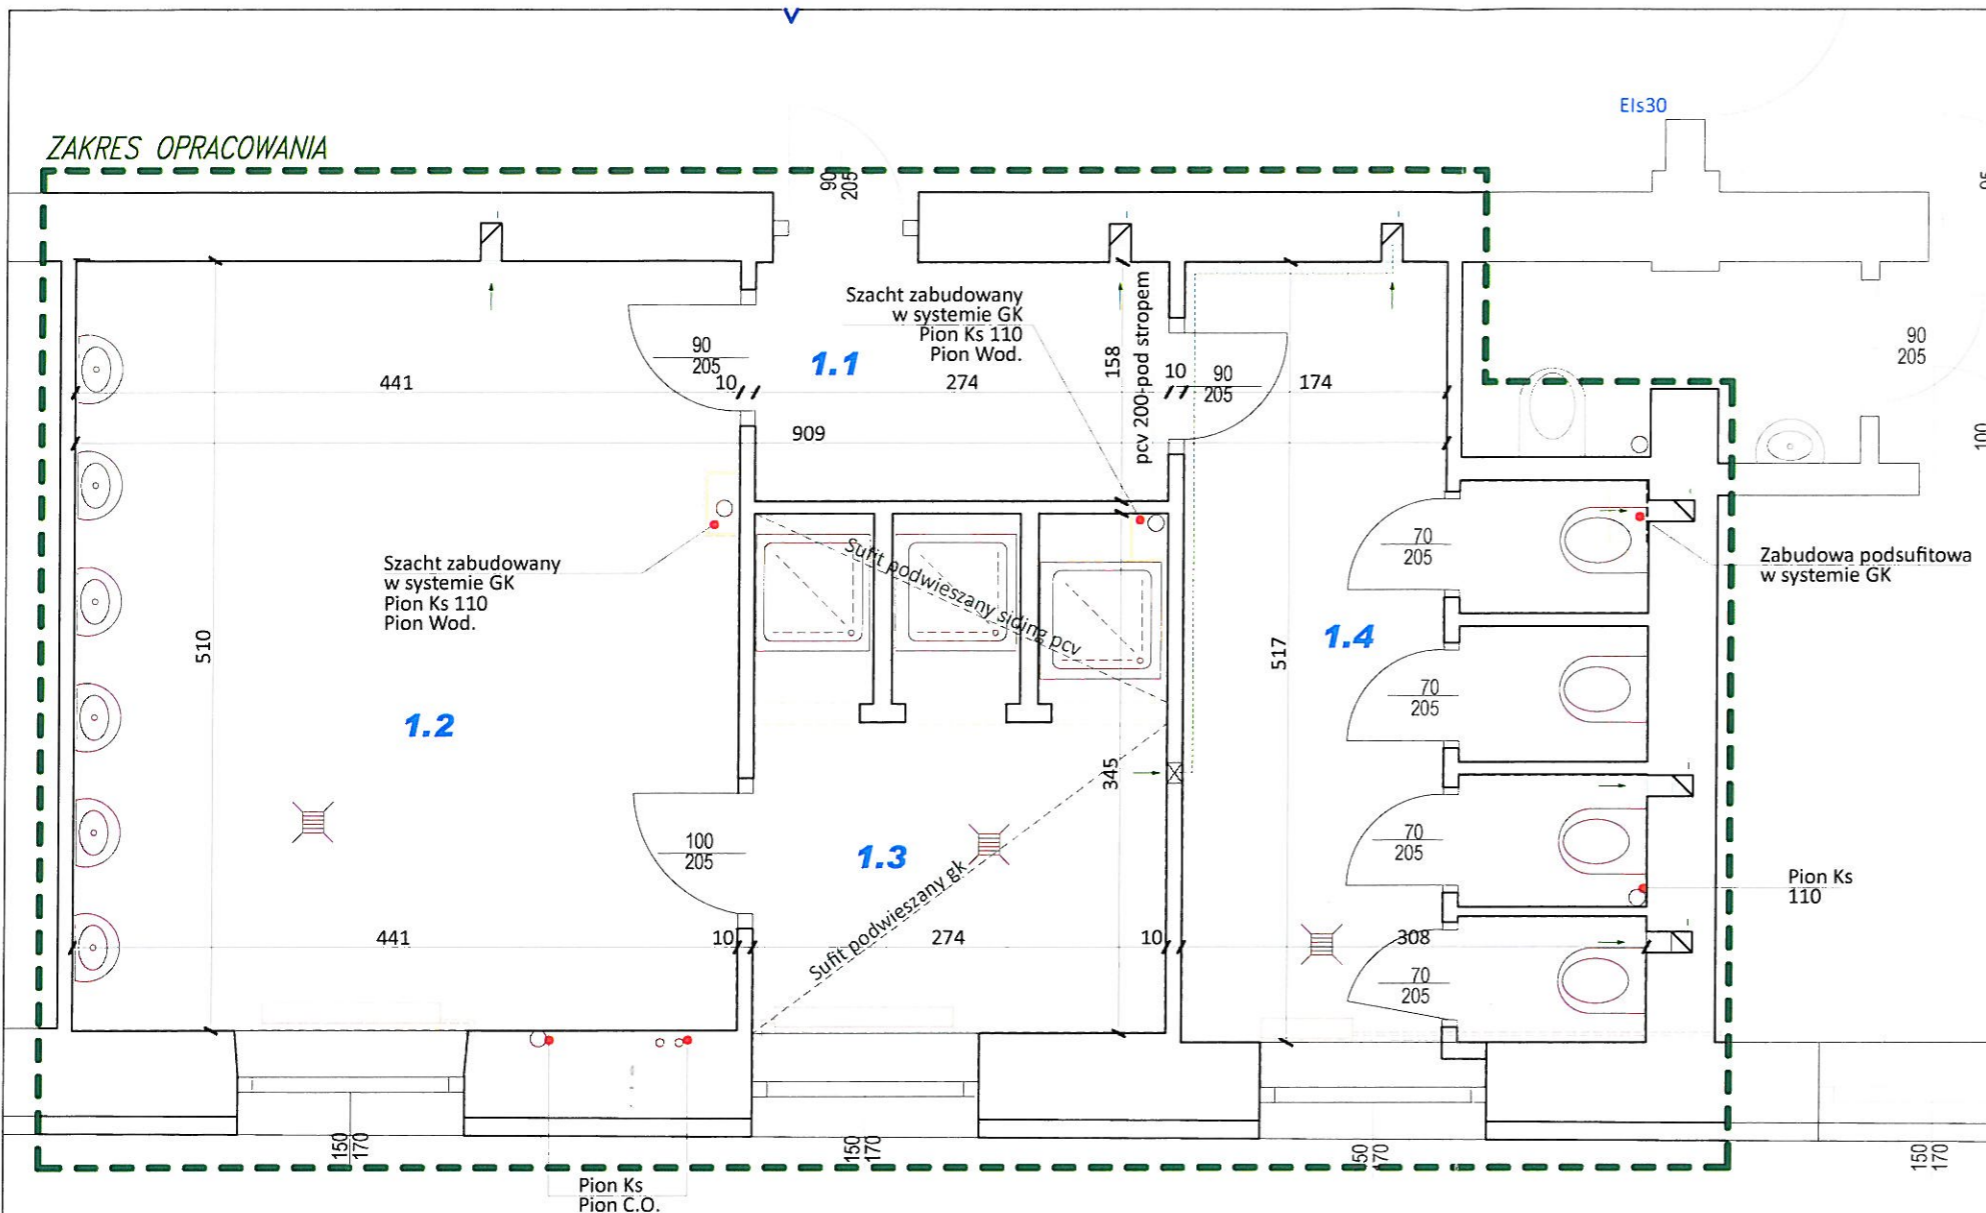 EIs30
ZAKRES OPRACOWANIA
90
205
Szacht zabudowany
w systemie GK
Pion Ks 110
Pion Wod.
158
pcv 200-pod stropem
90
205
1.1
441
10
274
10
90
205
174
90
205
909
100
Szacht zabudowany
w systemie GK
Pion Ks 110
Pion Wod.
Sufit podwieszany siding pcv
70
205
Zabudowa podsufitowa
w systemie GK
510
517
1.4
70
205
1.2
345
100
205
1.3
70
205
Pion Ks
110
Sufit podwieszany gk
441
10
274
10
308
70
205
150
170
150
170
150
170
150
170
Pion Ks
Pion C.O.